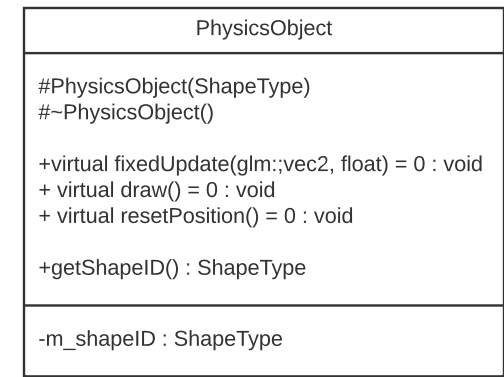 PhysicsObject
#PhysicsObject(ShapeType)
#~PhysicsObject()
+virtual fixedUpdate(glm:;vec2, float) = 0 : void
+ virtual draw() = 0 : void
+ virtual resetPosition() = 0 : void
+getShapeID() : ShapeType
-m_shapeID : ShapeType